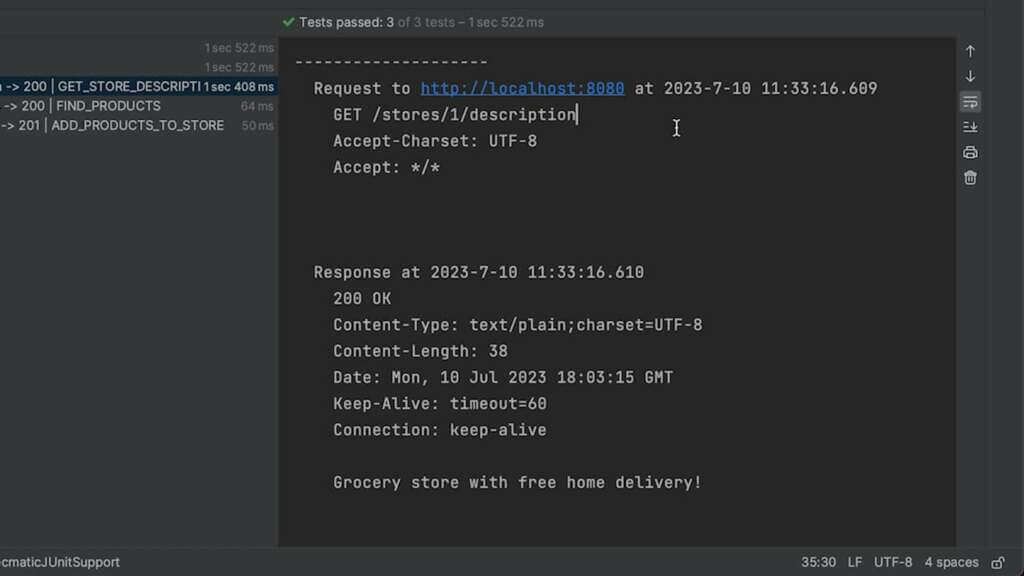 Tests passed: 3 of 3 tests – 1 sec 522 ms
1 sec 522 ms
1 sec 522 ms
-> 200 | GET_STORE_DESCRIPTI 1 sec 408 ms
-> 200 | FIND_PRODUCTS 64 ms
-> 201 | ADD_PRODUCTS_TO_STORE 50 ms
--------------------
Request to http://localhost:8080 at 2023-7-10 11:33:16.609
GET /stores/1/description
Accept-Charset: UTF-8
Accept: */*
Response at 2023-7-10 11:33:16.610
200 OK
Content-Type: text/plain;charset=UTF-8
Content-Length: 38
Date: Mon, 10 Jul 2023 18:03:15 GMT
Keep-Alive: timeout=60
Connection: keep-alive
Grocery store with free home delivery!
ecmaticJUnitSupport
35:30 LF UTF-8 4 spaces